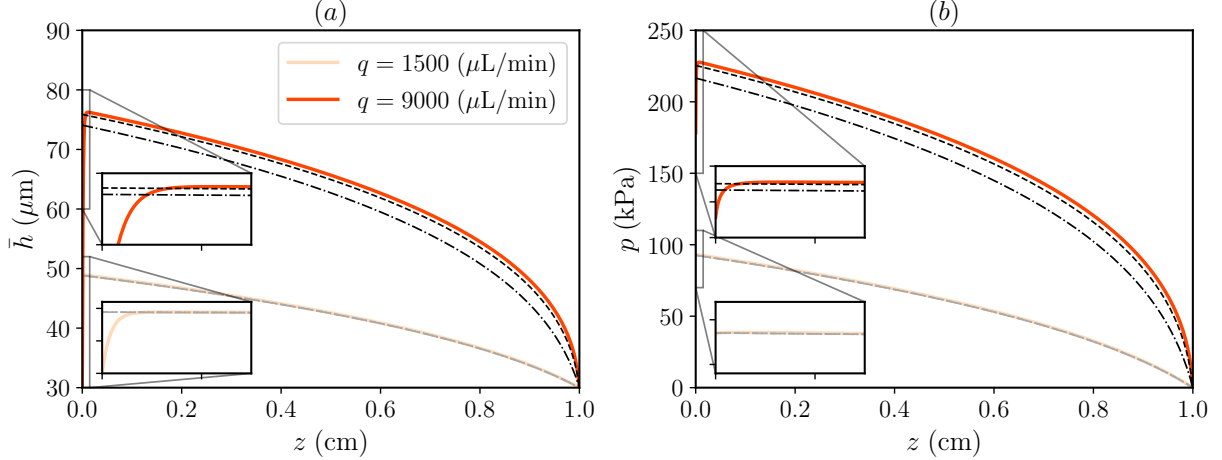 (a)
90
80
70
60
50
40
30
h̄ (μm)
q = 1500 (μL/min)
q = 9000 (μL/min)
0.0 0.2 0.4 0.6 0.8 1.0
z (cm)
(b)
250
200
150
100
50
0
p (kPa)
0.0 0.2 0.4 0.6 0.8 1.0
z (cm)